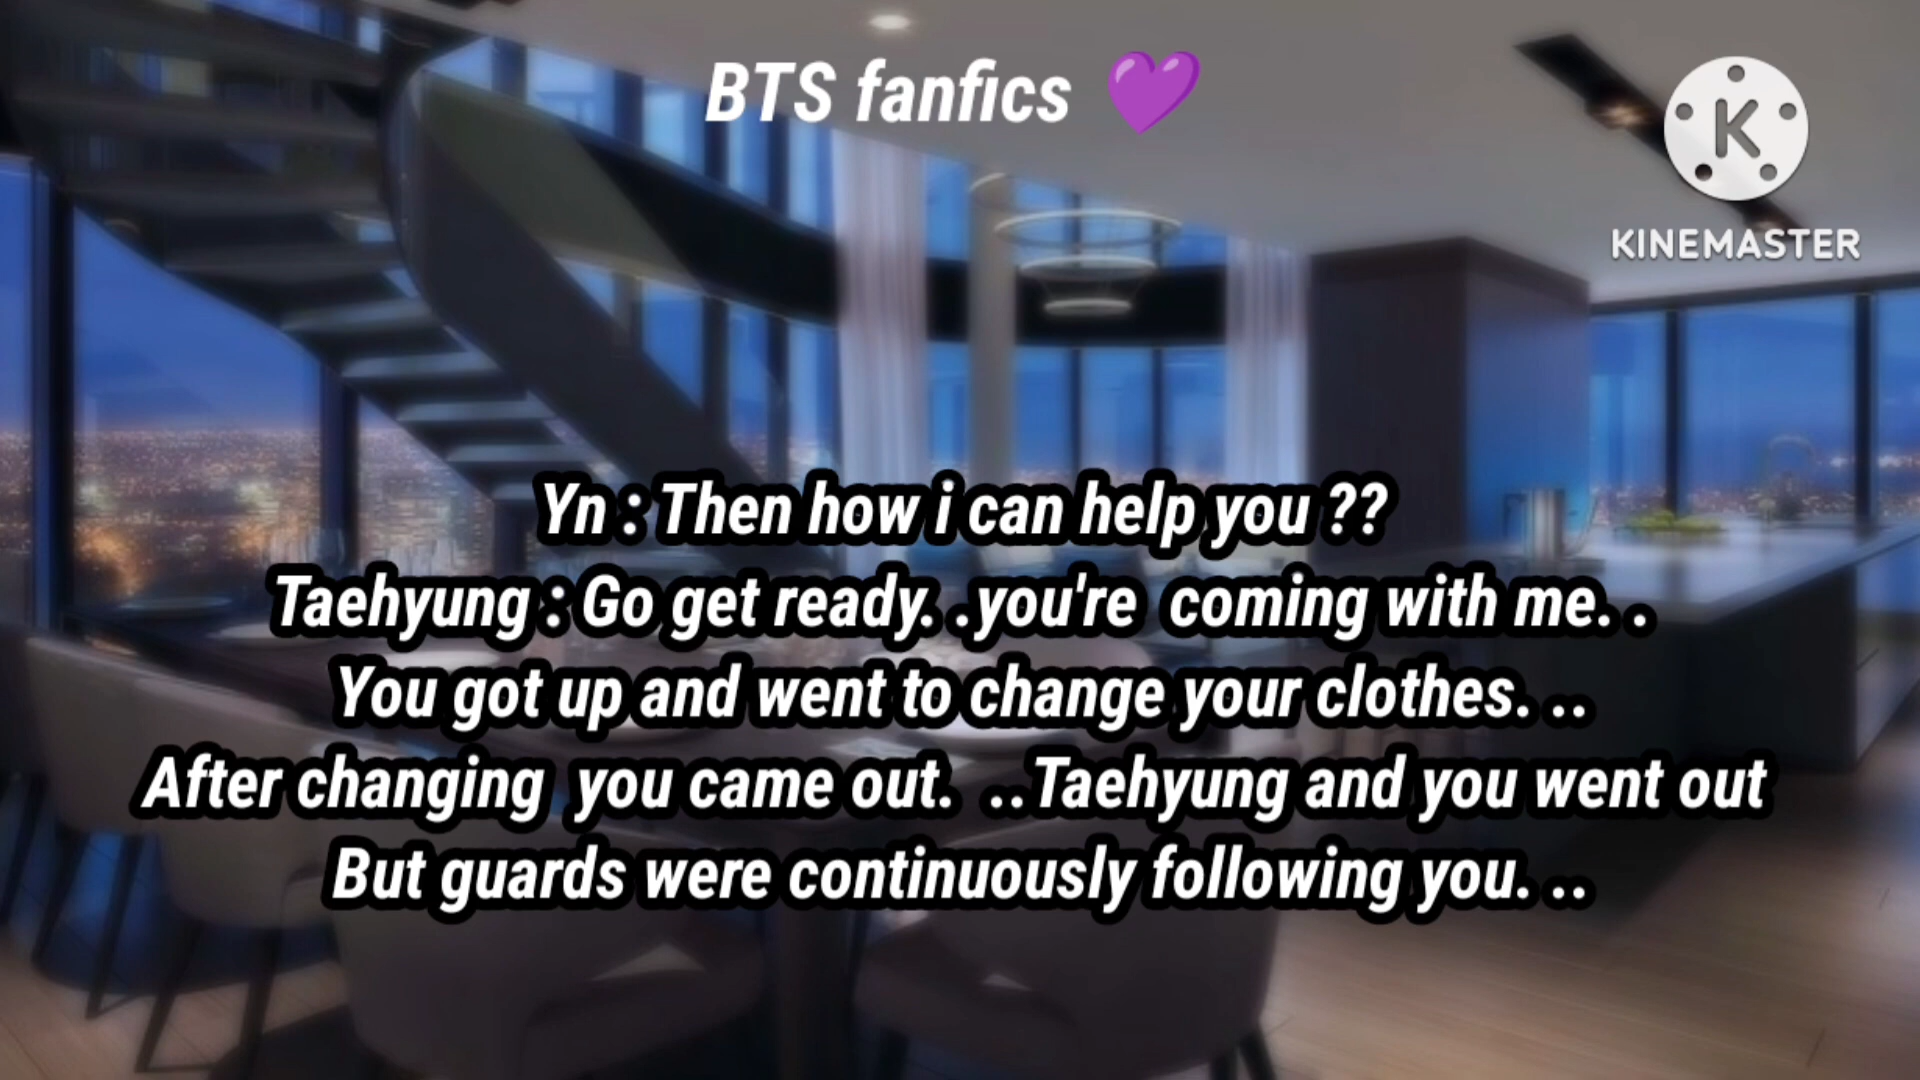 BTS fanfics 💜
KINEMASTER
Yn : Then how i can help you ??
Taehyung : Go get ready. .you're  coming with me. .
You got up and went to change your clothes. ..
After changing  you came out.  ..Taehyung and you went out
But guards were continuously following you. ..